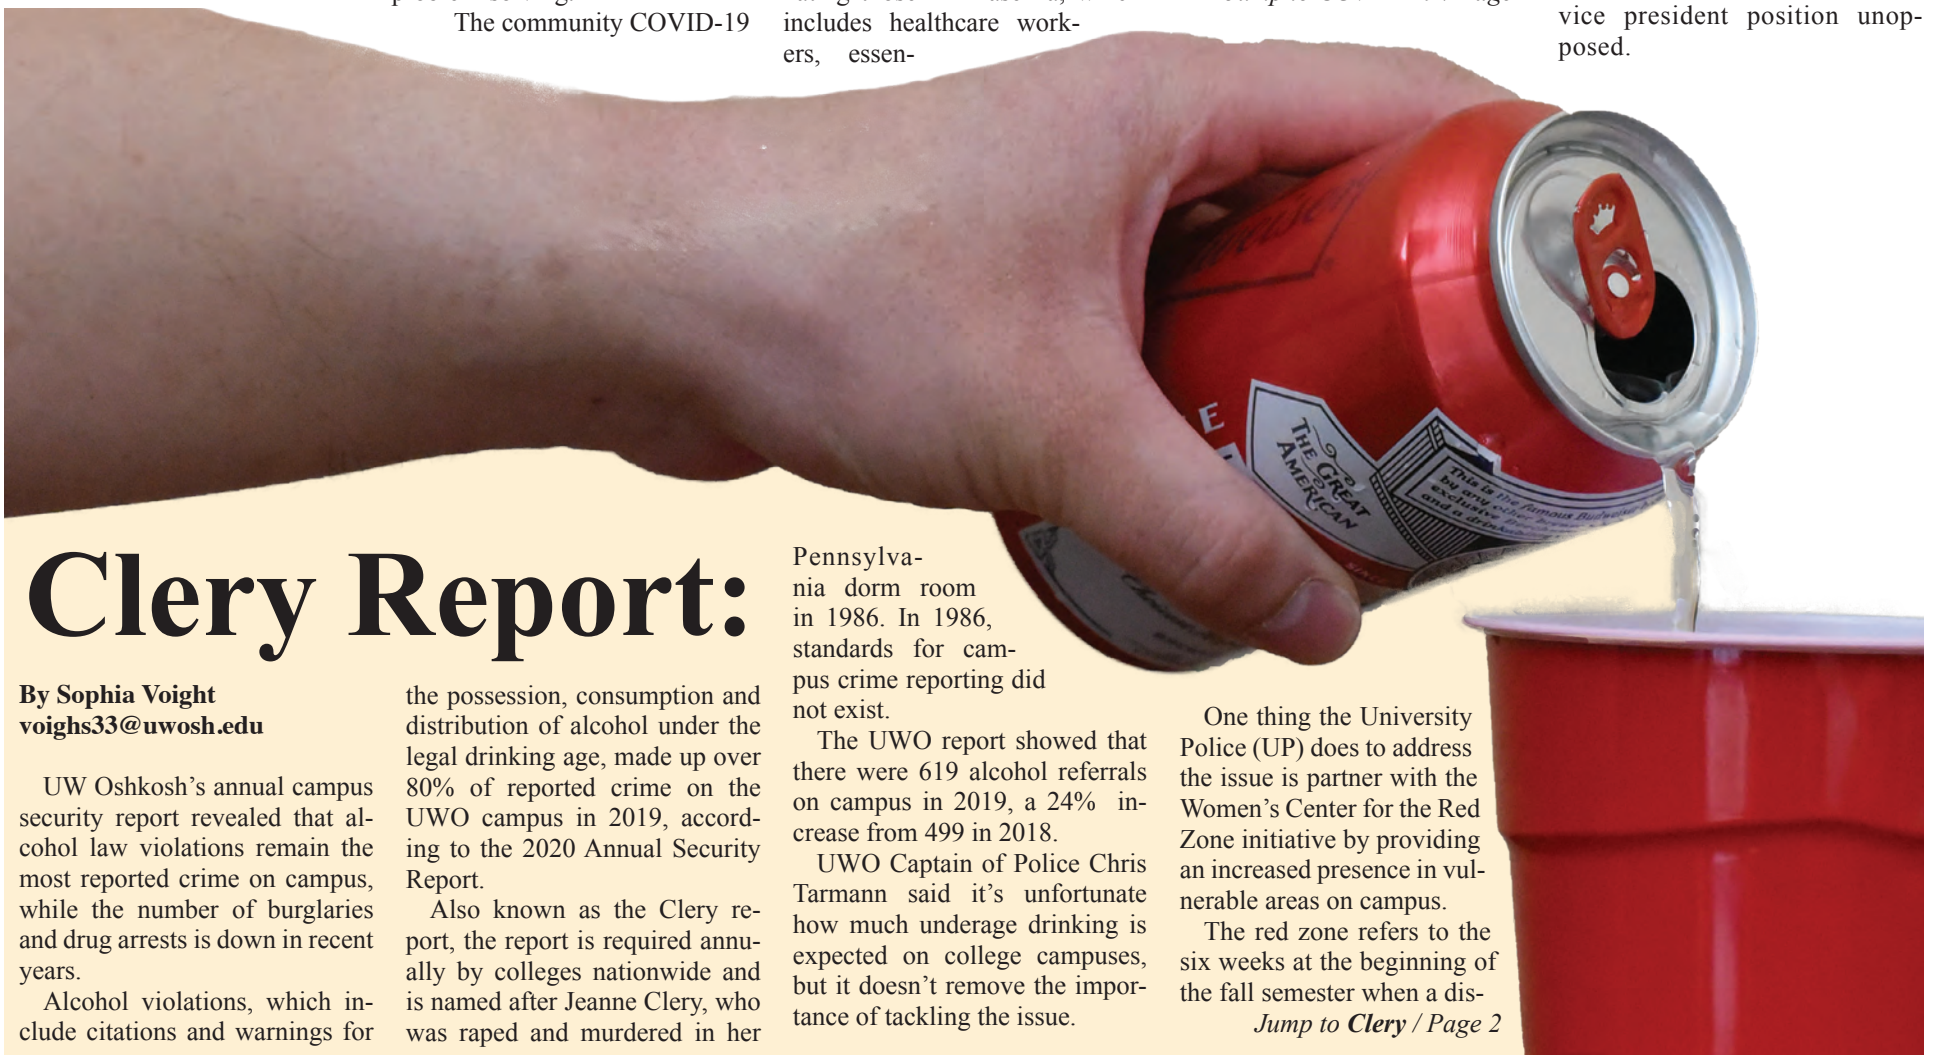 The community COVID-19
includes healthcare work-
ers, essen-
vice president position unop-
posed.
E
THE GREAT
AMERICAN
This is the famous
by any other
exclusive
and a
SINCE
Clery Report:
By Sophia Voight
voighs33@uwosh.edu
UW Oshkosh's annual campus
security report revealed that al-
cohol law violations remain the
most reported crime on campus,
while the number of burglaries
and drug arrests is down in recent
years.
Alcohol violations, which in-
clude citations and warnings for
the possession, consumption and
distribution of alcohol under the
legal drinking age, made up over
80% of reported crime on the
UWO campus in 2019, accord-
ing to the 2020 Annual Security
Report.
Also known as the Clery re-
port, the report is required annu-
ally by colleges nationwide and
is named after Jeanne Clery, who
was raped and murdered in her
Pennsylva-
nia dorm room
in 1986. In 1986,
standards for cam-
pus crime reporting did
not exist.
The UWO report showed that
there were 619 alcohol referrals
on campus in 2019, a 24% in-
crease from 499 in 2018.
UWO Captain of Police Chris
Tarmann said it's unfortunate
how much underage drinking is
expected on college campuses,
but it doesn't remove the impor-
tance of tackling the issue.
One thing the University
Police (UP) does to address
the issue is partner with the
Women's Center for the Red
Zone initiative by providing
an increased presence in vul-
nerable areas on campus.
The red zone refers to the
six weeks at the beginning of
the fall semester when a dis-
Jump to Clery / Page 2